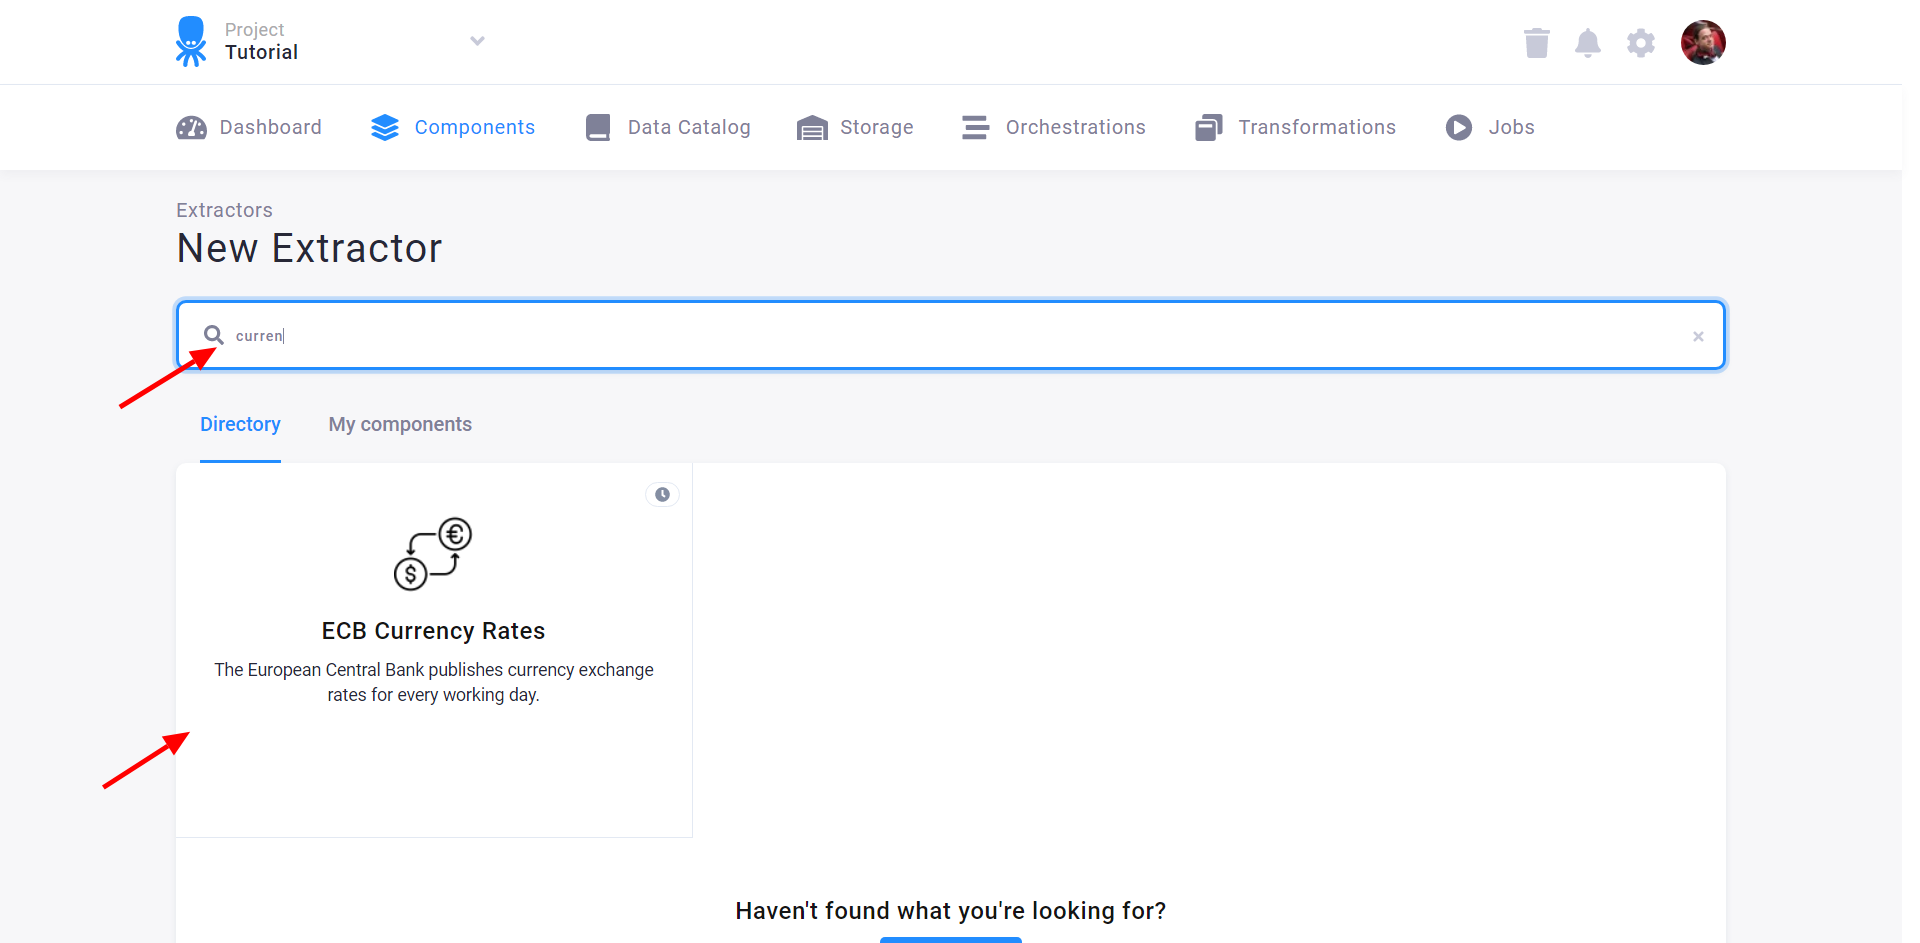 Project
Tutorial
Dashboard
Components
Data Catalog
Storage
Orchestrations
Transformations
Jobs
Extractors
New Extractor
curren
×
Directory
My components
€
$
ECB Currency Rates
The European Central Bank publishes currency exchange
rates for every working day.
Haven't found what you're looking for?